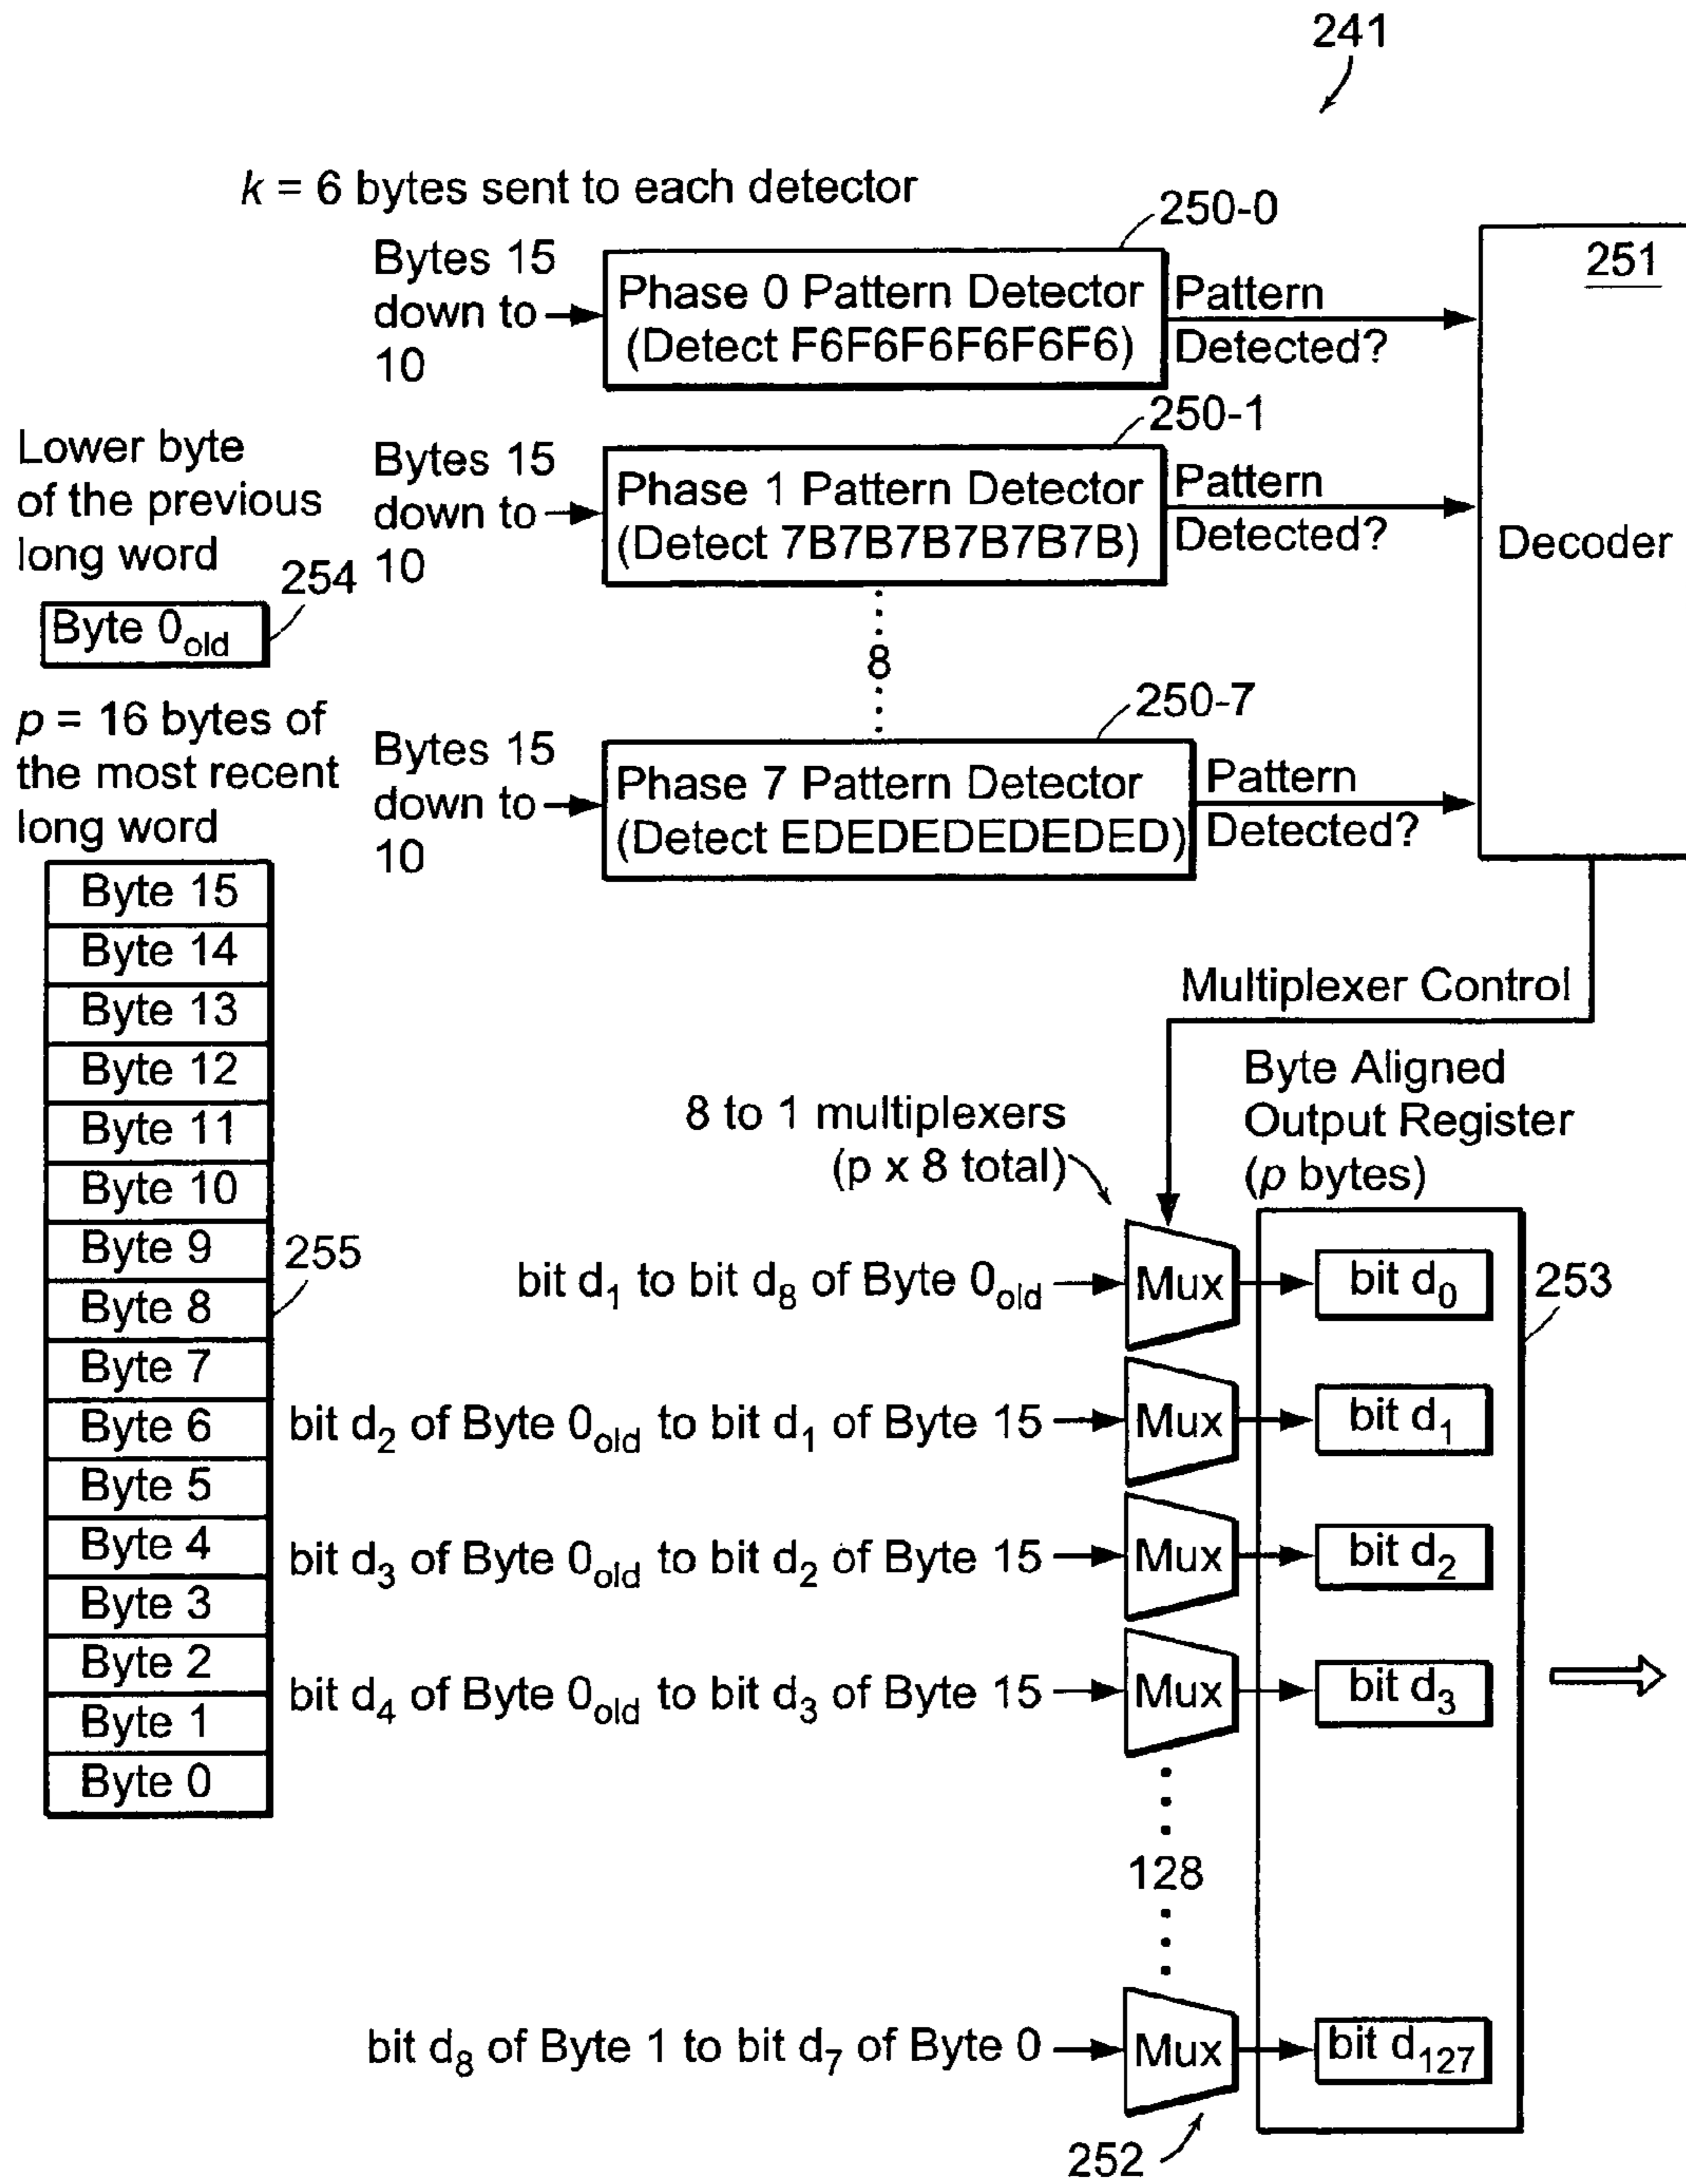 241
k = 6 bytes sent to each detector
250-0
Bytes 15
down to
10
Phase 0 Pattern Detector
(Detect F6F6F6F6F6F6)
Pattern
Detected?
251
Decoder
250-1
Bytes 15
down to
10
Phase 1 Pattern Detector
(Detect 7B7B7B7B7B7B)
Pattern
Detected?
Lower byte
of the previous
long word
254
Byte 0old
8
250-7
Bytes 15
down to
10
Phase 7 Pattern Detector
(Detect EDEDEDEDEDED)
Pattern
Detected?
p = 16 bytes of
the most recent
long word
Byte 15
Byte 14
Byte 13
Byte 12
Byte 11
Byte 10
Byte 9
Byte 8
Byte 7
Byte 6
Byte 5
Byte 4
Byte 3
Byte 2
Byte 1
Byte 0
255
Multiplexer Control
Byte Aligned
Output Register
(p bytes)
8 to 1 multiplexers
(p x 8 total)
bit d1 to bit d8 of Byte 0old
Mux
bit d0
253
bit d2 of Byte 0old to bit d1 of Byte 15
Mux
bit d1
bit d3 of Byte 0old to bit d2 of Byte 15
Mux
bit d2
bit d4 of Byte 0old to bit d3 of Byte 15
Mux
bit d3
128
bit d8 of Byte 1 to bit d7 of Byte 0
Mux
bit d127
252